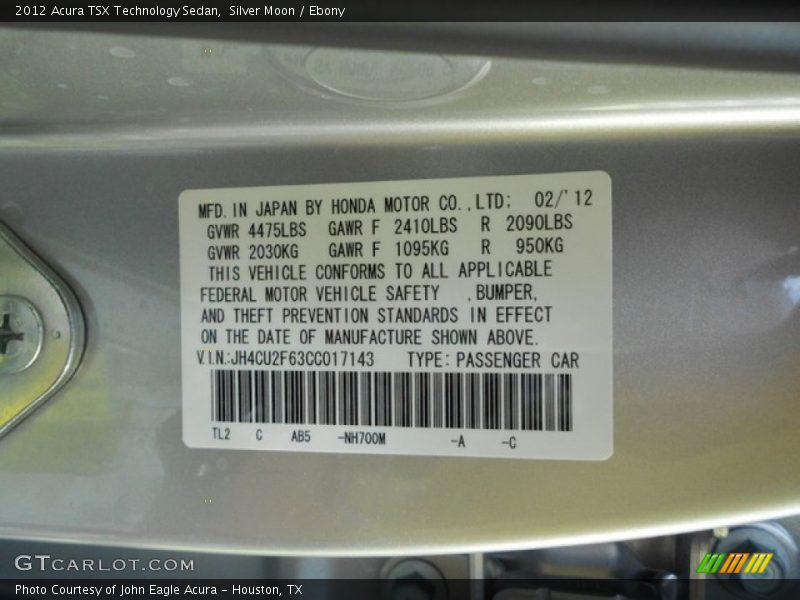 2012 Acura TSX Technology Sedan, Silver Moon / Ebony
MFD. IN JAPAN BY HONDA MOTOR CO.,LTD; 02/'12
GVWR 4475LBS GAWR F 2410LBS R 2090LBS
GVWR 2030KG GAWR F 1095KG R 950KG
THIS VEHICLE CONFORMS TO ALL APPLICABLE
FEDERAL MOTOR VEHICLE SAFETY ,BUMPER,
AND THEFT PREVENTION STANDARDS IN EFFECT
ON THE DATE OF MANUFACTURE SHOWN ABOVE.
V.I.N.:JH4CU2F63CC017143 TYPE: PASSENGER CAR
TL2 C AB5 -NH700M -A -C
GTCARLOT.COM
Photo Courtesy of John Eagle Acura - Houston, TX